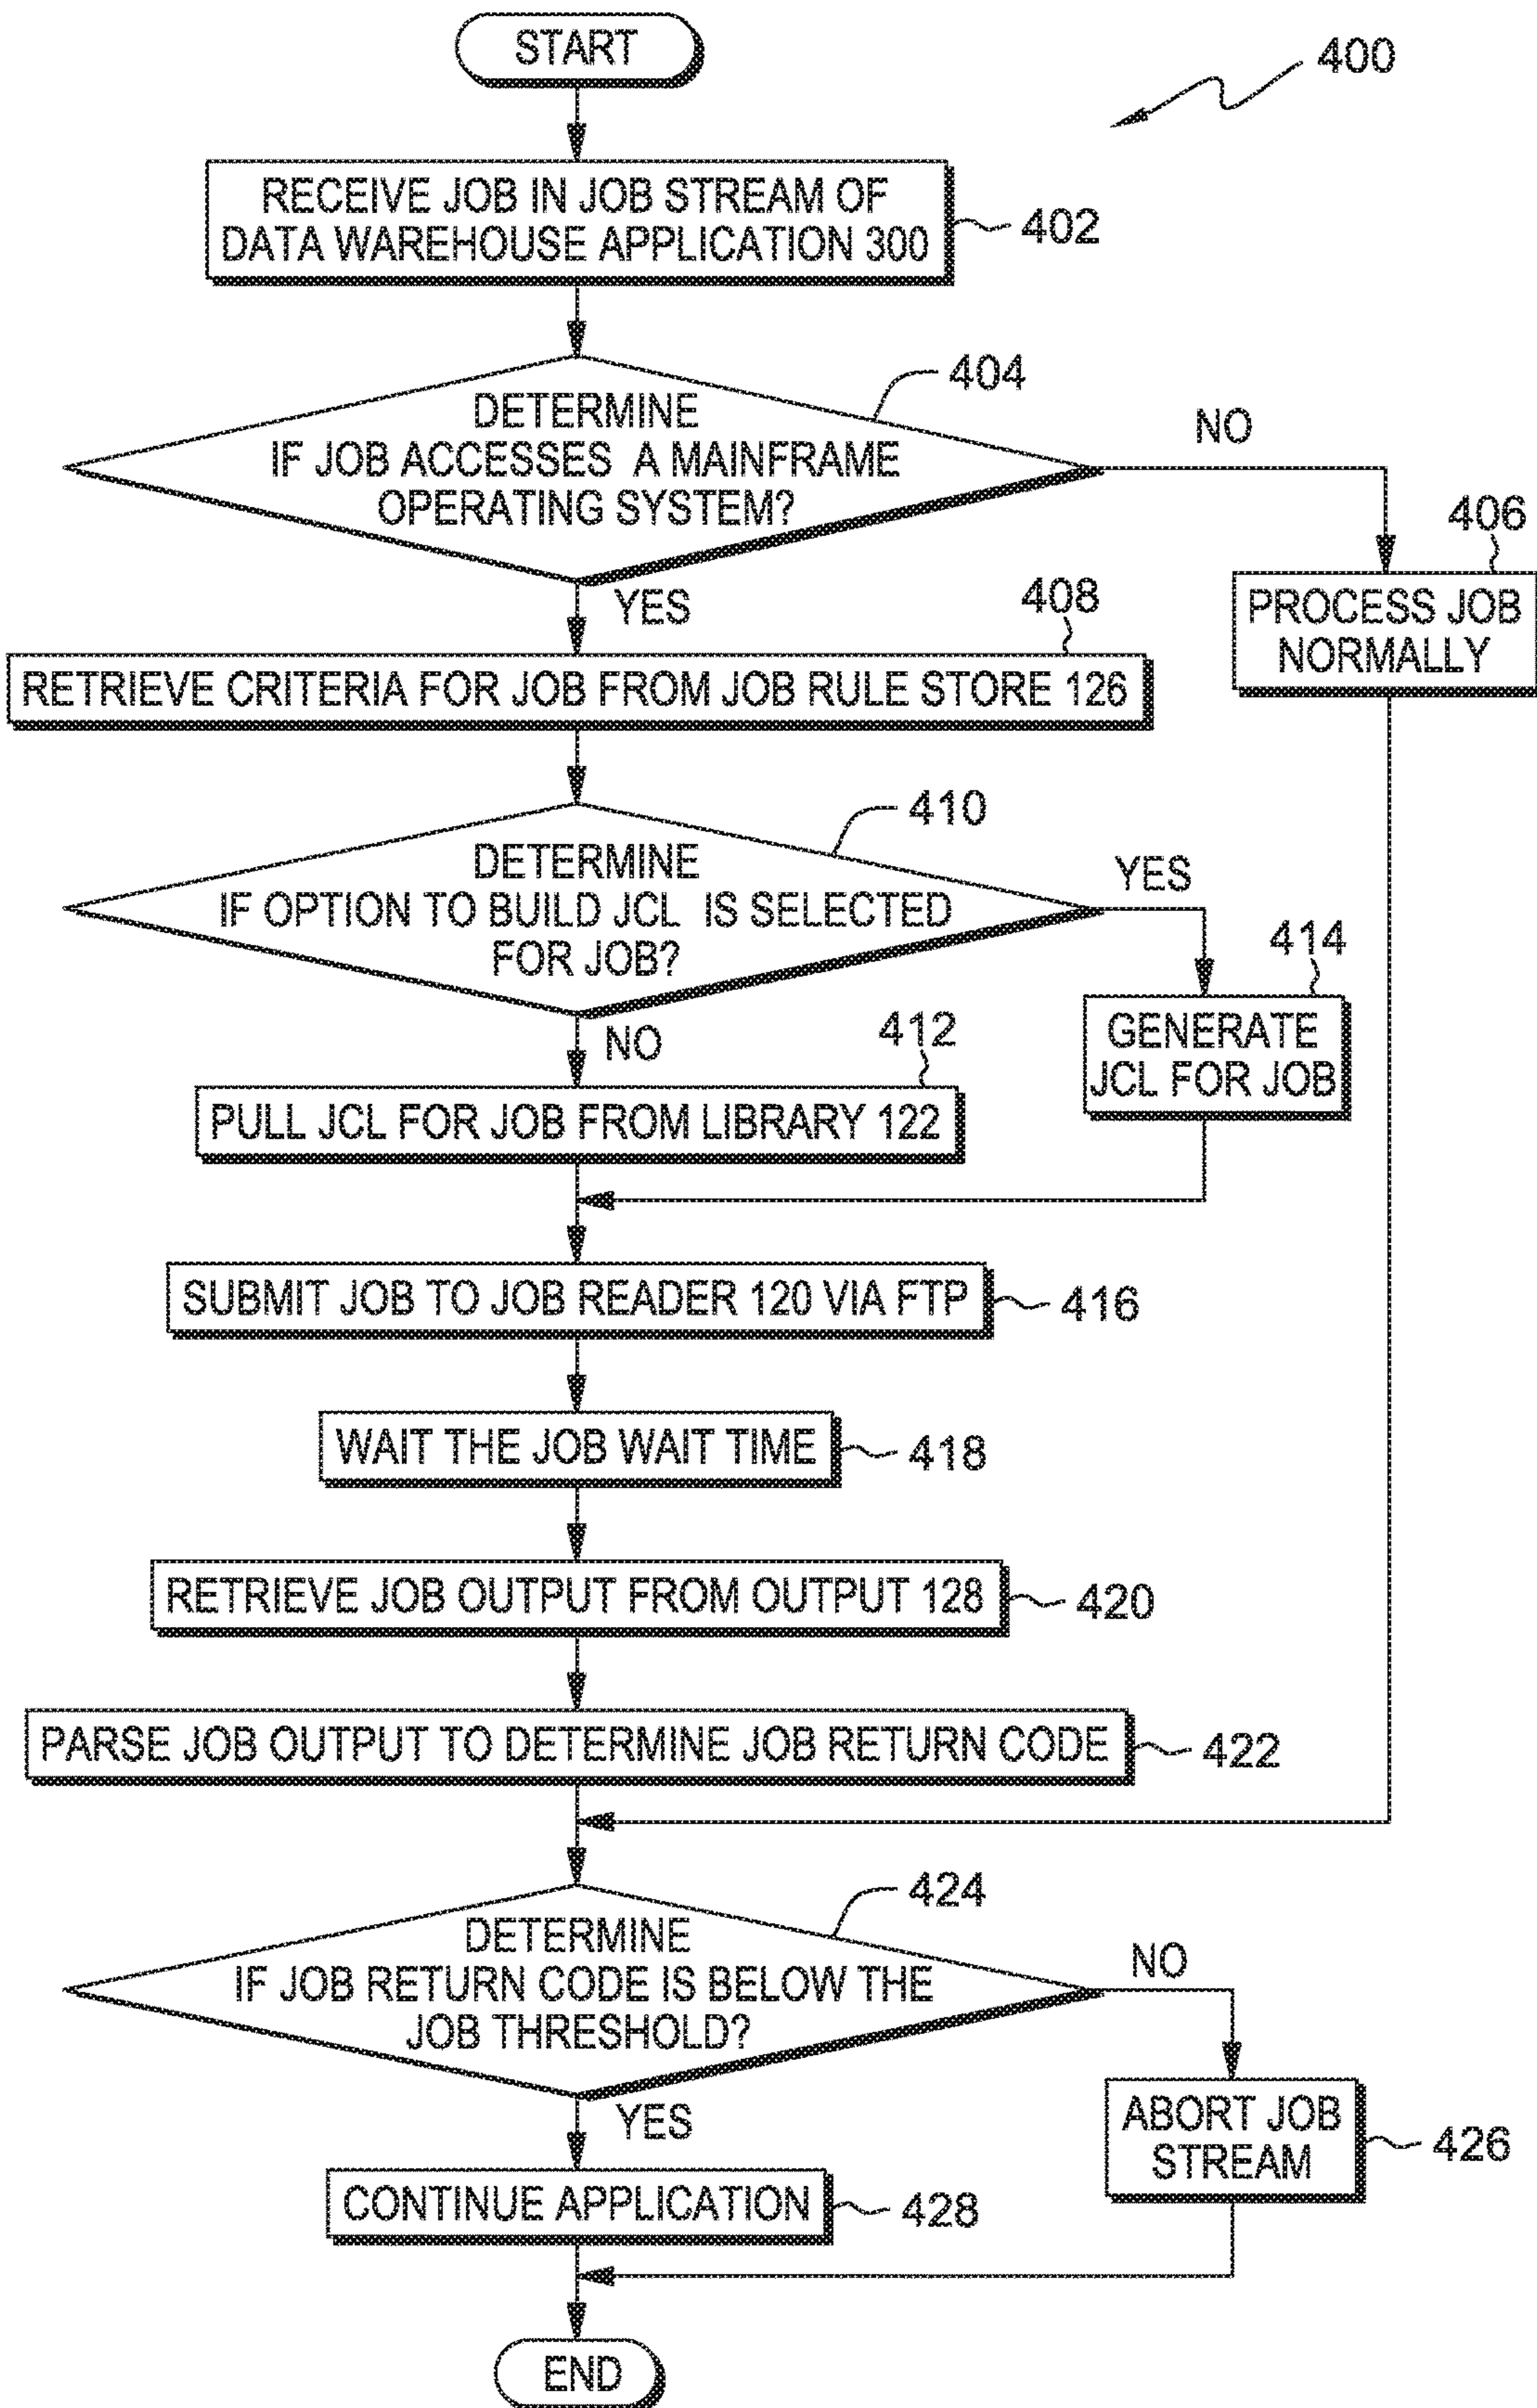 START
400
RECEIVE JOB IN JOB STREAM OF
DATA WAREHOUSE APPLICATION 300
402
404
DETERMINE
IF JOB ACCESSES A MAINFRAME
OPERATING SYSTEM?
NO
406
PROCESS JOB
NORMALLY
YES
408
RETRIEVE CRITERIA FOR JOB FROM JOB RULE STORE 126
410
DETERMINE
IF OPTION TO BUILD JCL IS SELECTED
FOR JOB?
YES
414
GENERATE
JCL FOR JOB
NO
412
PULL JCL FOR JOB FROM LIBRARY 122
SUBMIT JOB TO JOB READER 120 VIA FTP
416
WAIT THE JOB WAIT TIME
418
RETRIEVE JOB OUTPUT FROM OUTPUT 128
420
PARSE JOB OUTPUT TO DETERMINE JOB RETURN CODE
422
424
DETERMINE
IF JOB RETURN CODE IS BELOW THE
JOB THRESHOLD?
NO
ABORT JOB
STREAM
426
YES
CONTINUE APPLICATION
428
END